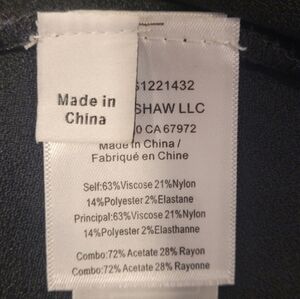 Made in
China
S1221432
SHAW LLC
0 CA 67972
Made in China /
Fabriqué en Chine
Self:63%Viscose 21%Nylon
14%Polyester 2%Elastane
Principal:63%Viscose 21%Nylon
14%Polyester 2%Elasthanne
Combo:72% Acetate 28% Rayon
Combo:72% Acetate 28% Rayonne